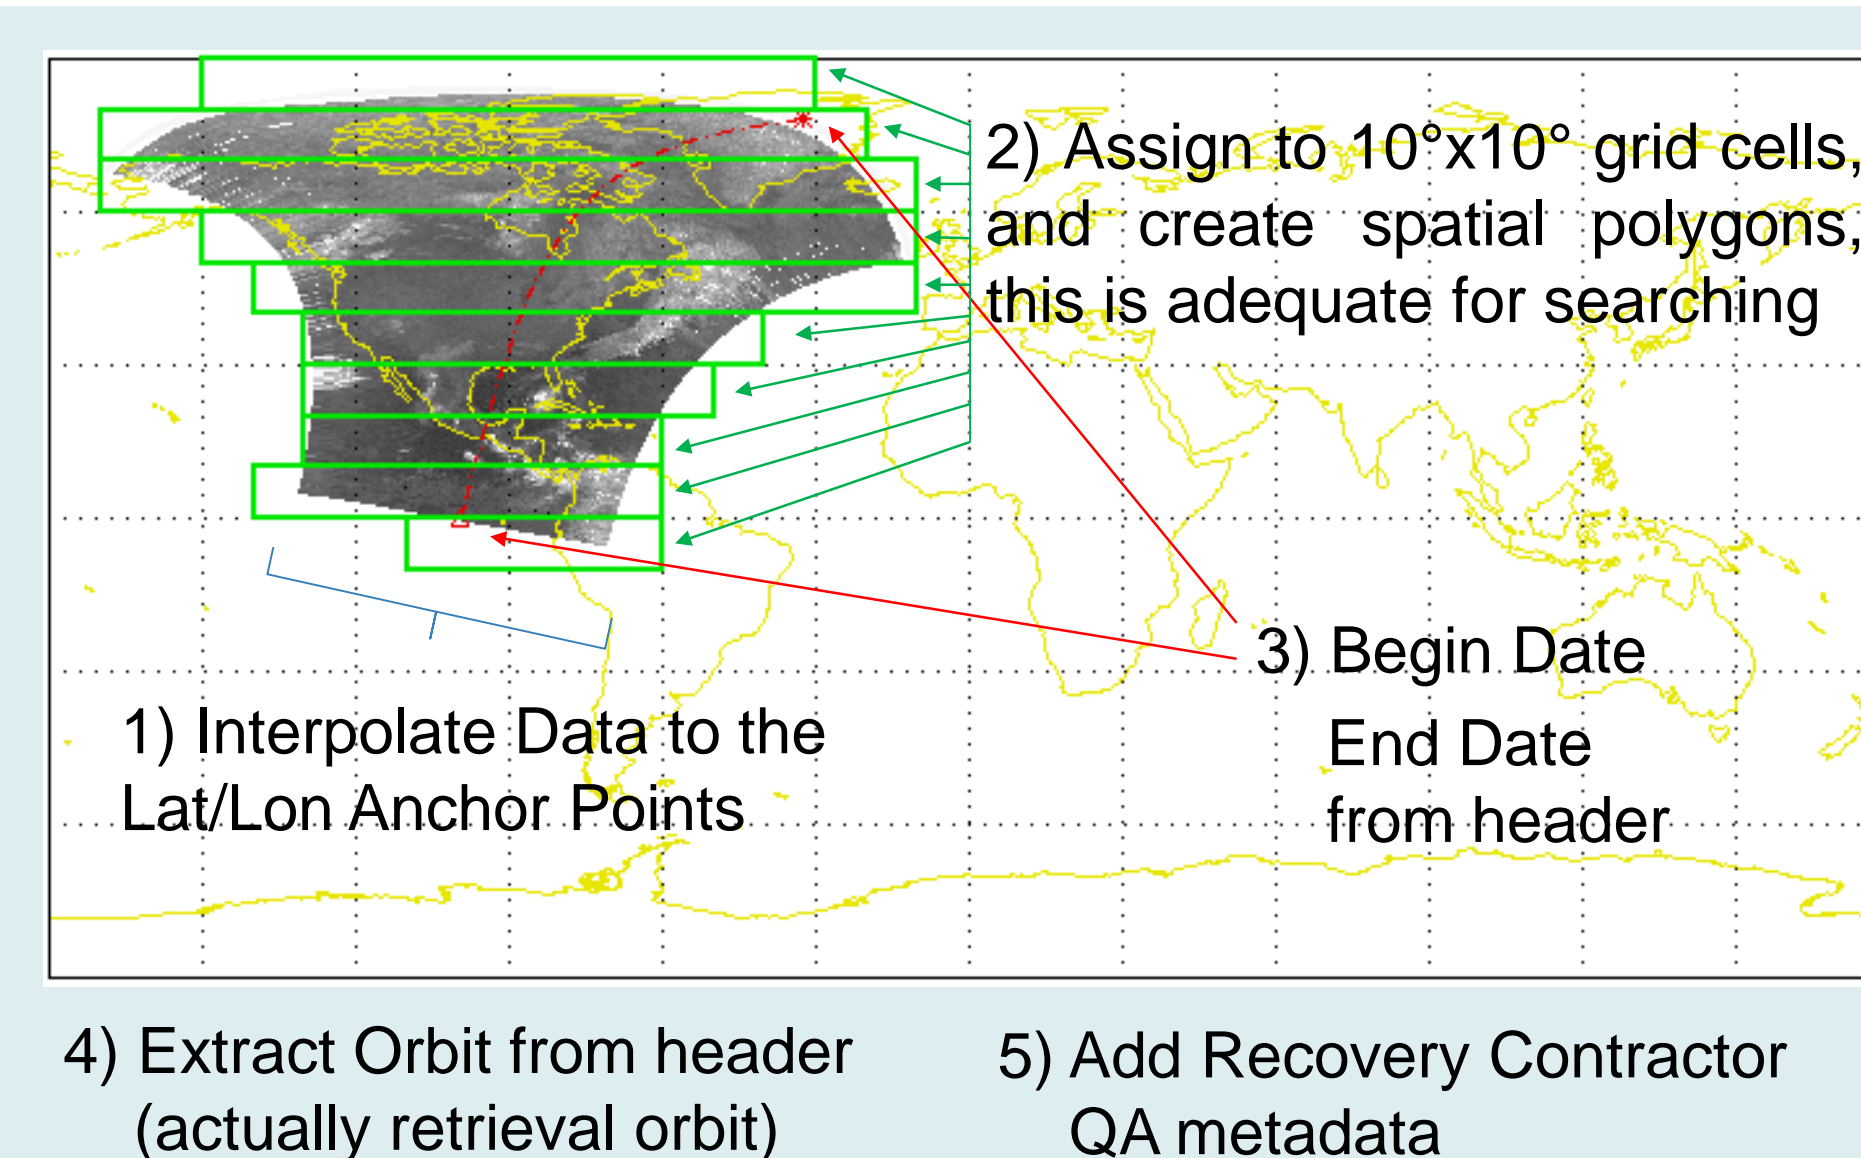 2) Assign to 10°x10° grid cells,
and create spatial polygons,
this is adequate for searching
3) Begin Date
End Date
from header
1) Interpolate Data to the
Lat/Lon Anchor Points
4) Extract Orbit from header
(actually retrieval orbit)
5) Add Recovery Contractor
QA metadata